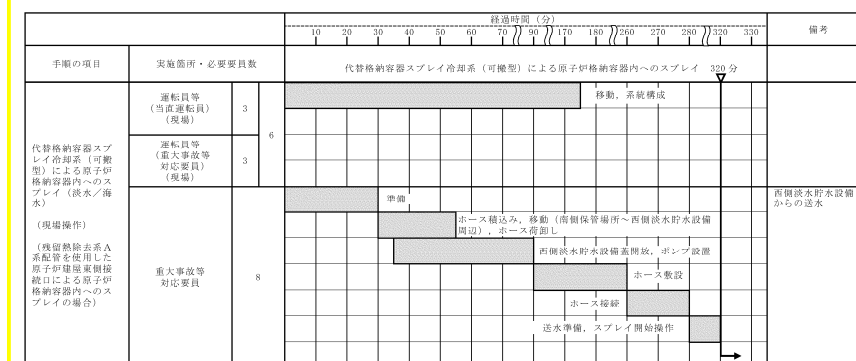 経過時間（分）
10 20 30 40 50 60 70 90 170 180 260 270 280 320 330
備考
手順の項目
実施箇所・必要要員数
代替格納容器スプレイ冷却系（可搬型）による原子炉格納容器内へのスプレイ 320分
代替格納容器スプ
レイ冷却系（可搬
型）による原子炉
格納容器内へのス
プレイ（淡水／海
水）
（現場操作）
（残留熱除去系Ａ
系配管を使用した
原子炉建屋東側接
続口による原子炉
格納容器内へのス
プレイの場合）
運転員等
（当直運転員）
（現場）
3
運転員等
（重大事故等
対応要員）
（現場）
3
6
重大事故等
対応要員
8
移動，系統構成
準備
ホース積込み，移動（南側保管場所～西側淡水貯水設備
周辺），ホース荷卸し
西側淡水貯水設備蓋開放，ポンプ設置
ホース敷設
ホース接続
送水準備，スプレイ開始操作
西側淡水貯水設備
からの送水